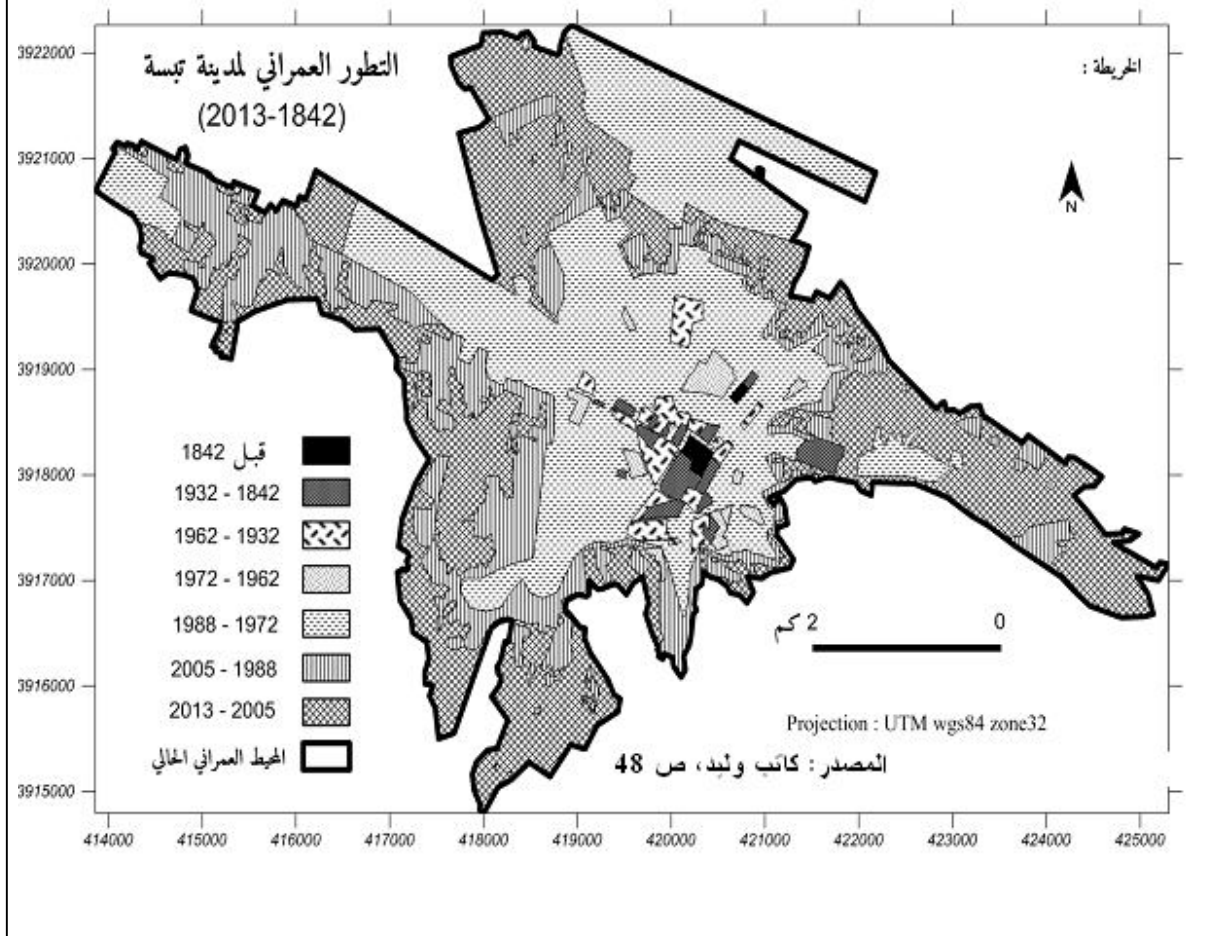 التطور العمراني لمدينة تبسة
(2013-1842)
الخريطة :
N
3922000
3921000
3920000
3919000
3918000
3917000
3916000
3915000
قبل 1842
1932 - 1842
1962 - 1932
1972 - 1962
1988 - 1972
2005 - 1988
2013 - 2005
المحيط العمراني الحالي
2 كم
0
Projection : UTM wgs84 zone32
المصدر: كاتب وليد، ص 48
414000 415000 416000 417000 418000 419000 420000 421000 422000 423000 424000 425000